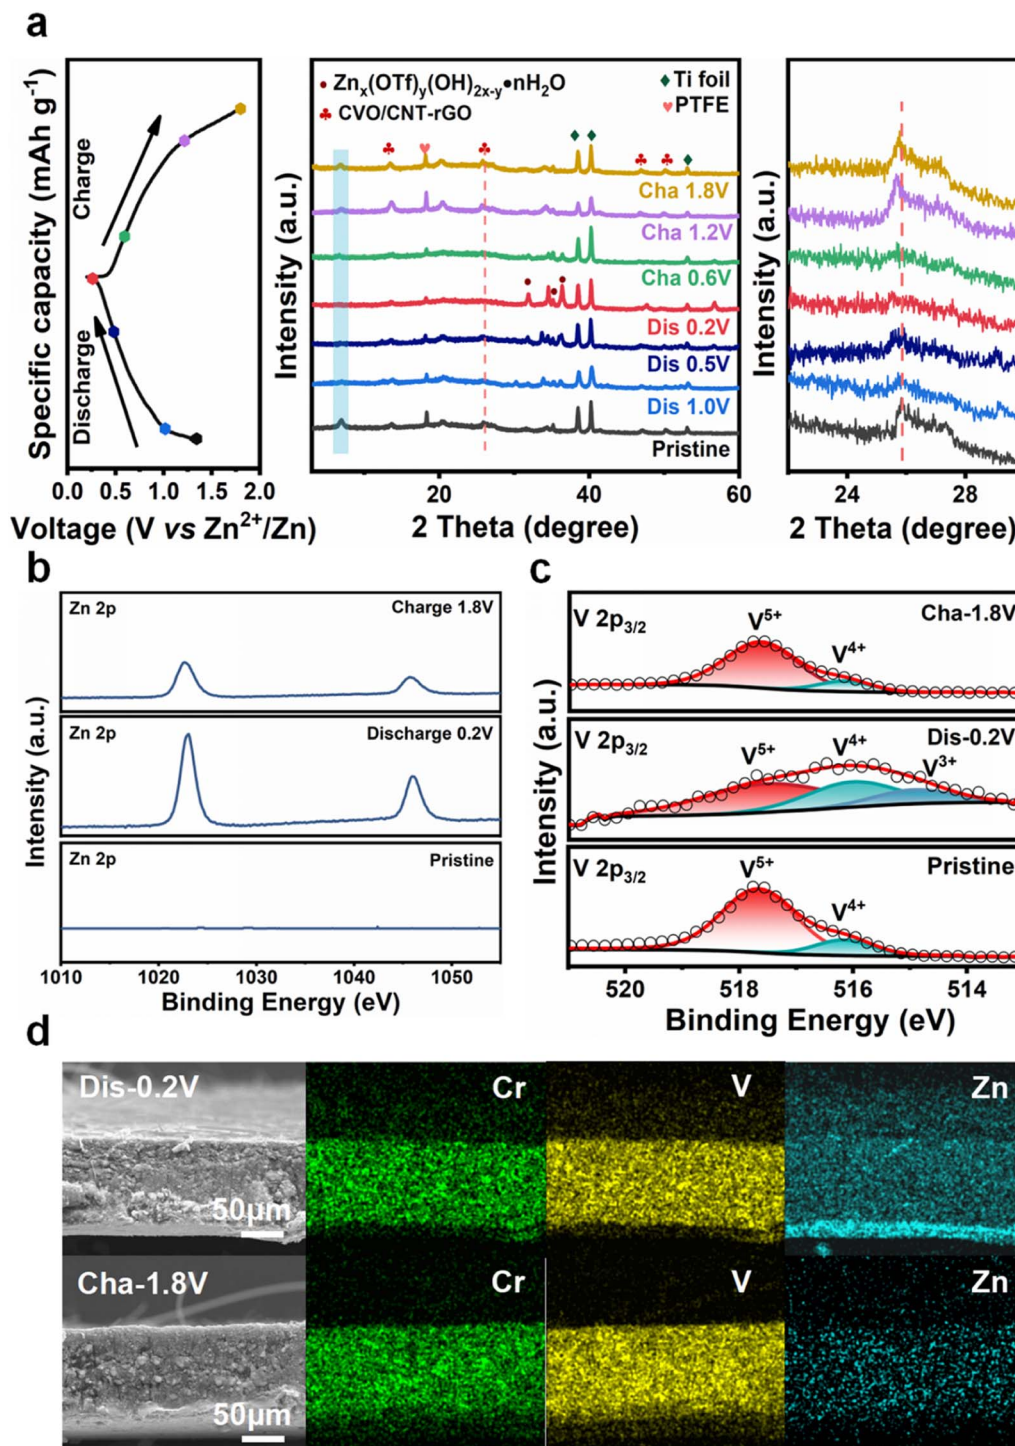 a
Specific capacity (mAh g⁻¹)
Discharge
Charge
0.0 0.5 1.0 1.5 2.0
Voltage (V vs Zn²⁺/Zn)
Intensity (a.u.)
Znₓ(OTf)ᵧ(OH)₂ₓ₋ᵧ•nH₂O
CVO/CNT-rGO
Ti foil
PTFE
Cha 1.8V
Cha 1.2V
Cha 0.6V
Dis 0.2V
Dis 0.5V
Dis 1.0V
Pristine
20 40 60
2 Theta (degree)
Intensity (a.u.)
24 28
2 Theta (degree)
b
Intensity (a.u.)
Zn 2p Charge 1.8V
Zn 2p Discharge 0.2V
Zn 2p Pristine
1010 1020 1030 1040 1050
Binding Energy (eV)
c
Intensity (a.u.)
V 2p₃/₂ V⁵⁺ V⁴⁺ Cha-1.8V
V 2p₃/₂ V⁵⁺ V⁴⁺ V³⁺ Dis-0.2V
V 2p₃/₂ V⁵⁺ V⁴⁺ Pristine
520 518 516 514
Binding Energy (eV)
d
Dis-0.2V Cr V Zn
50μm
Cha-1.8V Cr V Zn
50μm